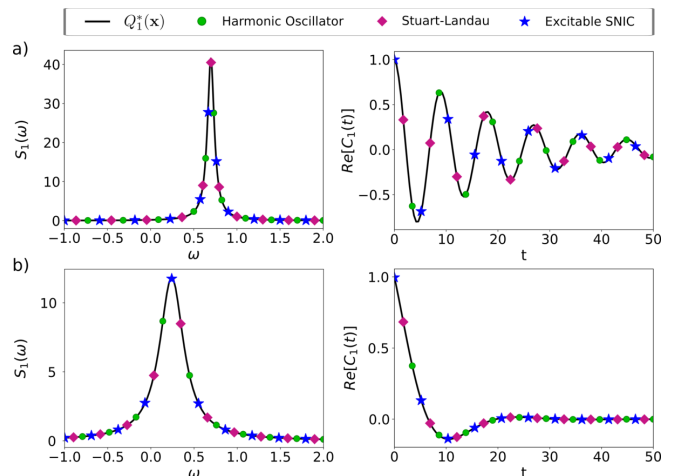 Q₁*(x) Harmonic Oscillator Stuart-Landau Excitable SNIC
a)
S₁(ω)
40
30
20
10
0
−1.0 −0.5 0.0 0.5 1.0 1.5 2.0
ω
Re[C₁(t)]
1.0
0.5
0.0
−0.5
0 10 20 30 40 50
t
b)
S₁(ω)
10
5
0
−1.0 −0.5 0.0 0.5 1.0 1.5 2.0
ω
Re[C₁(t)]
1.0
0.5
0.0
0 10 20 30 40 50
t